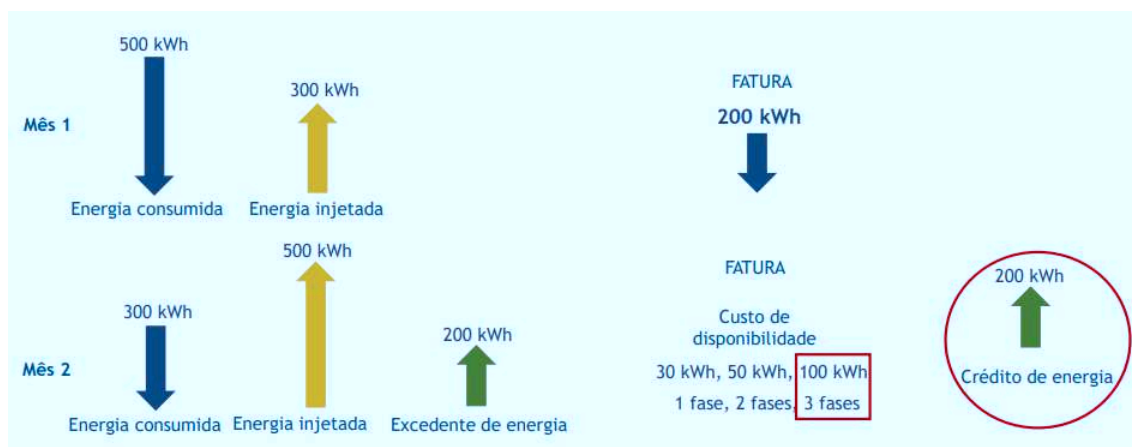 500 kWh
300 kWh
Mês 1
Energia consumida
Energia injetada
FATURA
200 kWh
500 kWh
300 kWh
200 kWh
Mês 2
Energia consumida
Energia injetada
Excedente de energia
FATURA
Custo de
disponibilidade
30 kWh, 50 kWh, 100 kWh
1 fase, 2 fases, 3 fases
200 kWh
Crédito de energia